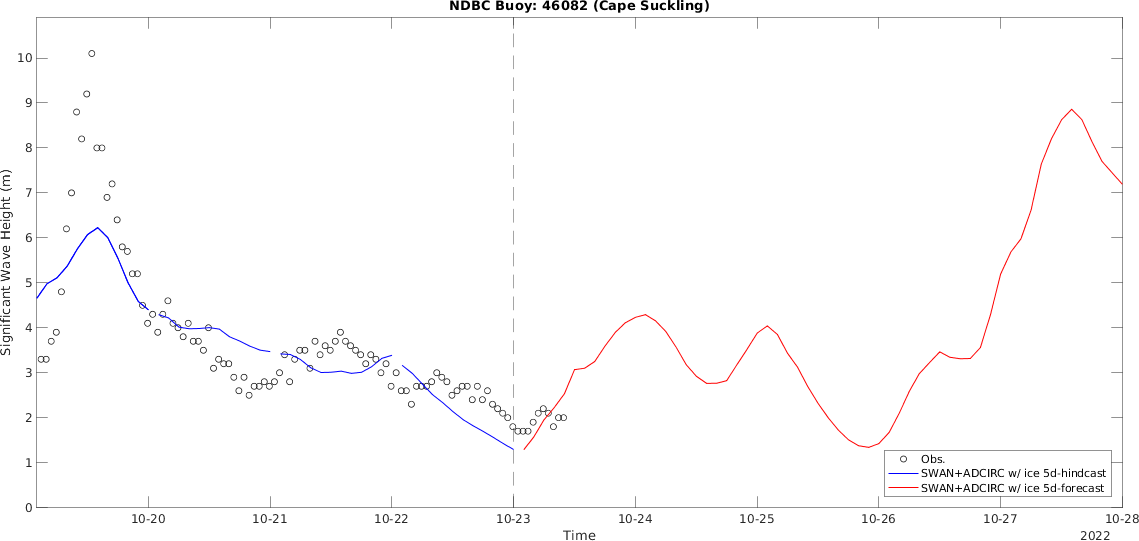 NDBC Buoy: 46082 (Cape Suckling)
Significant Wave Height (m)
10
9
8
7
6
5
4
3
2
1
0
Obs.
SWAN+ADCIRC w/ ice 5d-hindcast
SWAN+ADCIRC w/ ice 5d-forecast
10-20 10-21 10-22 10-23 10-24 10-25 10-26 10-27 10-28
Time
2022